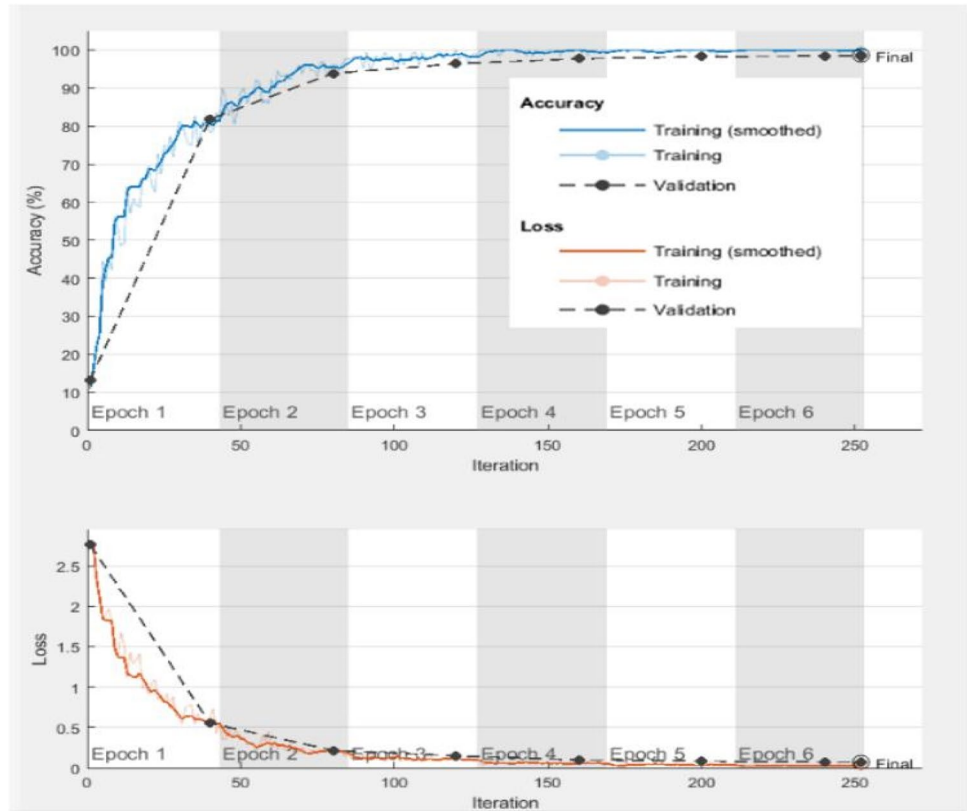 100
90
80
70
60
50
40
30
20
10
0
Accuracy (%)
Final
Accuracy
Training (smoothed)
Training
Validation
Loss
Training (smoothed)
Training
Validation
Epoch 1 Epoch 2 Epoch 3 Epoch 4 Epoch 5 Epoch 6
0 50 100 150 200 250
Iteration
2.5
2
1.5
1
0.5
0
Loss
Epoch 1 Epoch 2 Epoch 3 Epoch 4 Epoch 5 Epoch 6
Final
0 50 100 150 200 250
Iteration